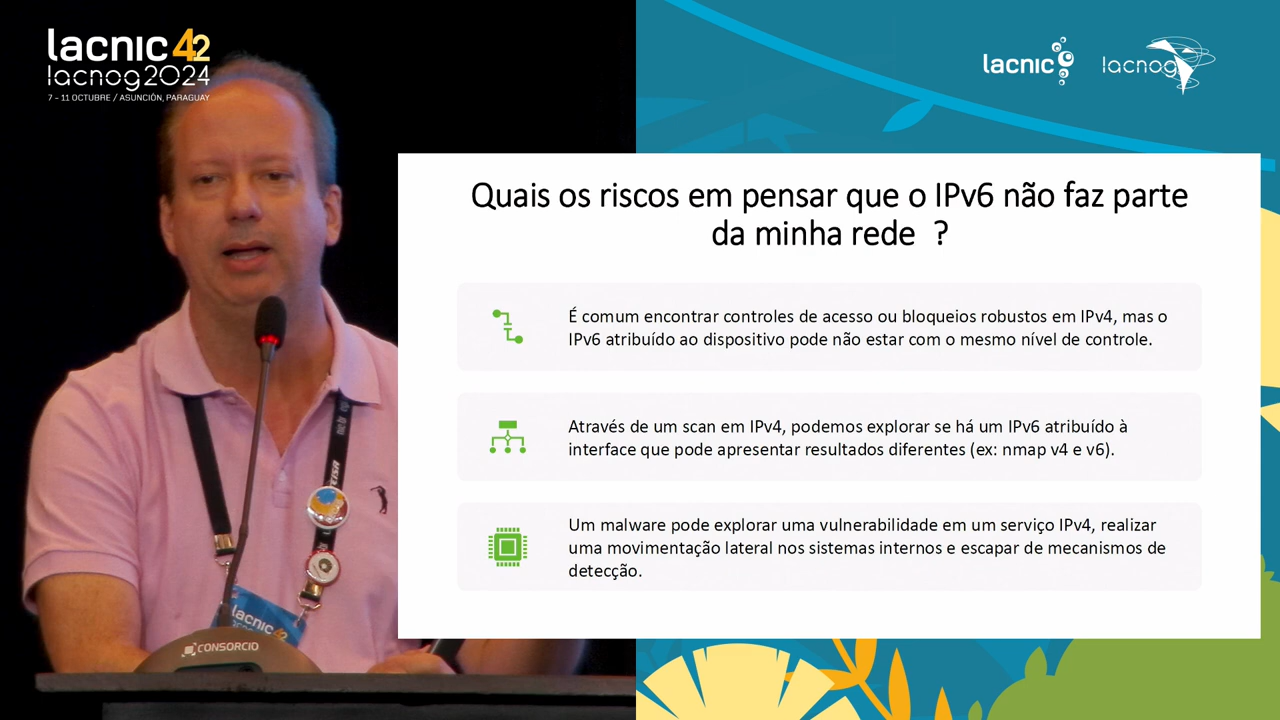 lacnic 42
lacnog2024
7 - 11 OCTUBRE / ASUNCIÓN, PARAGUAY
lacnic
lacnog
Quais os riscos em pensar que o IPv6 não faz parte
da minha rede ?
É comum encontrar controles de acesso ou bloqueios robustos em IPv4, mas o
IPv6 atribuído ao dispositivo pode não estar com o mesmo nível de controle.
Através de um scan em IPv4, podemos explorar se há um IPv6 atribuído à
interface que pode apresentar resultados diferentes (ex: nmap v4 e v6).
Um malware pode explorar uma vulnerabilidade em um serviço IPv4, realizar
uma movimentação lateral nos sistemas internos e escapar de mecanismos de
detecção.
lacnic 42
CONSORCIO